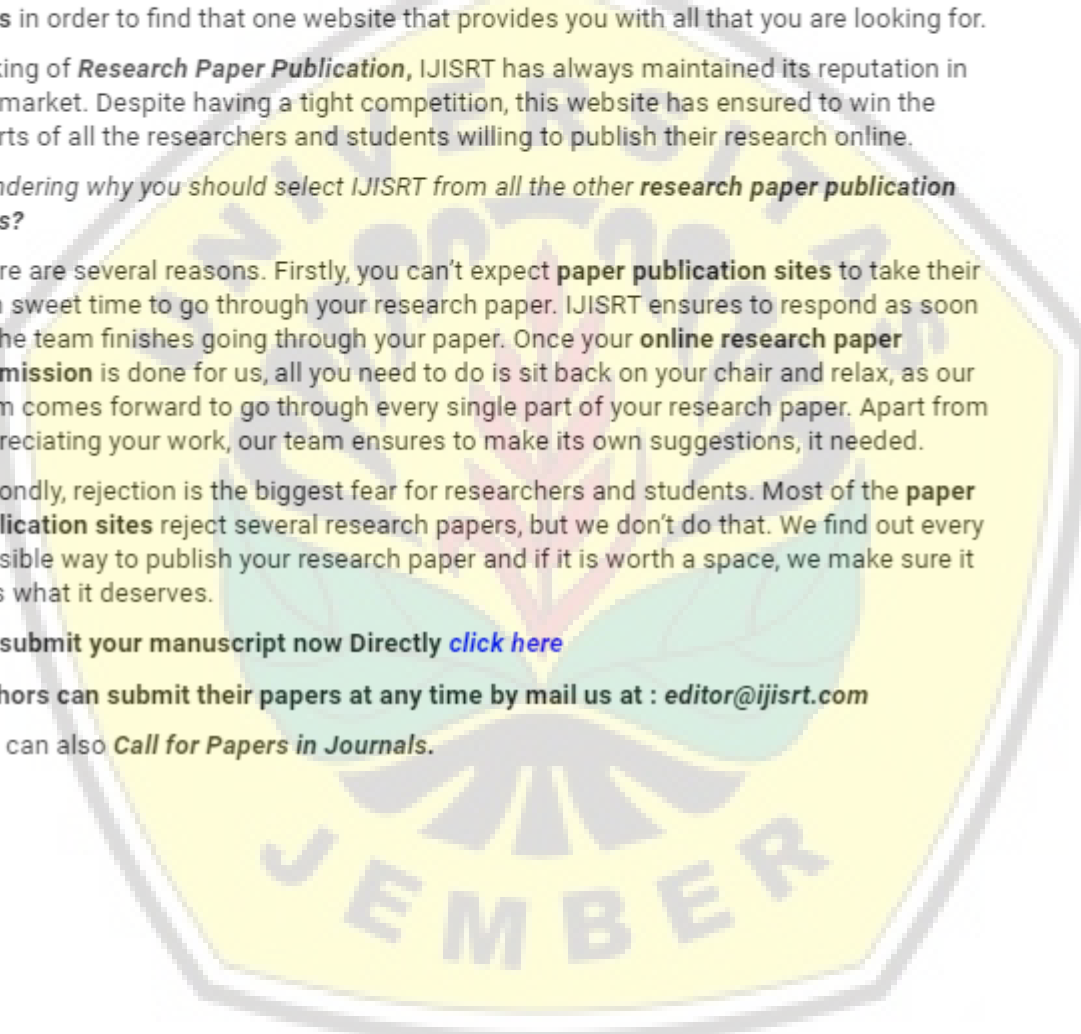 s in order to find that one website that provides you with all that you are looking for.
king of Research Paper Publication, IJISRT has always maintained its reputation in
market. Despite having a tight competition, this website has ensured to win the
rts of all the researchers and students willing to publish their research online.
ndering why you should select IJISRT from all the other research paper publication
s?
re are several reasons. Firstly, you can't expect paper publication sites to take their
n sweet time to go through your research paper. IJISRT ensures to respond as soon
he team finishes going through your paper. Once your online research paper
mission is done for us, all you need to do is sit back on your chair and relax, as our
m comes forward to go through every single part of your research paper. Apart from
reciating your work, our team ensures to make its own suggestions, it needed.
ondly, rejection is the biggest fear for researchers and students. Most of the paper
lication sites reject several research papers, but we don't do that. We find out every
sible way to publish your research paper and if it is worth a space, we make sure it
s what it deserves.
submit your manuscript now Directly click here
hors can submit their papers at any time by mail us at : editor@ijisrt.com
can also Call for Papers in Journals.
UNIVERSITAS
JEMBER